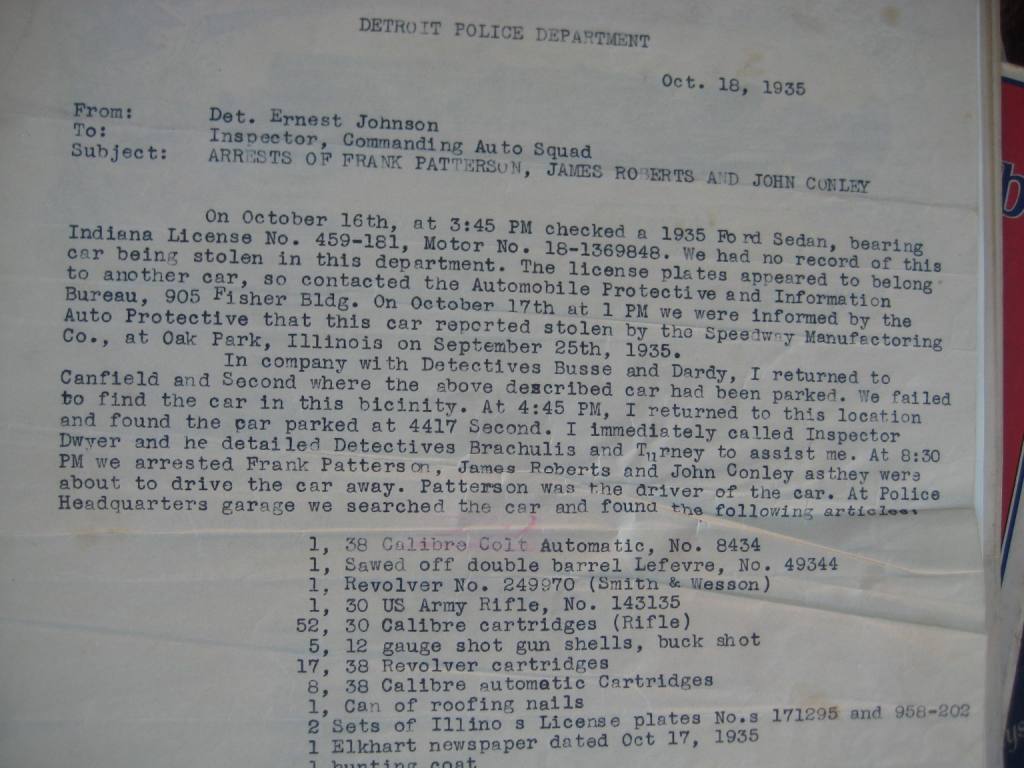 DETROIT POLICE DEPARTMENT
Oct. 18, 1935
From: Det. Ernest Johnson
To: Inspector, Commanding Auto Squad
Subject: ARRESTS OF FRANK PATTERSON, JAMES ROBERTS AND JOHN CONLEY
On October 16th, at 3:45 PM checked a 1935 Ford Sedan, bearing
Indiana License No. 459-181, Motor No. 18-1369848. We had no record of this
car being stolen in this department. The license plates appeared to belong
to another car, so contacted the Automobile Protective and Information
Bureau, 905 Fisher Bldg. On October 17th at 1 PM we were informed by the
Auto Protective that this car reported stolen by the Speedway Manufactoring
Co., at Oak Park, Illinois on September 25th, 1935.
In company with Detectives Busse and Dardy, I returned to
Canfield and Second where the above described car had been parked. We failed
to find the car in this bicinity. At 4:45 PM, I returned to this location
and found the car parked at 4417 Second. I immediately called Inspector
Dwyer and he detailed Detectives Brachulis and Turney to assist me. At 8:30
PM we arrested Frank Patterson, James Roberts and John Conley asthey were
about to drive the car away. Patterson was the driver of the car. At Police
Headquarters garage we searched the car and found the following articles.
1, 38 Calibre Colt Automatic, No. 8434
1, Sawed off double barrel Lefevre, No. 49344
1, Revolver No. 249970 (Smith & Wesson)
1, 30 US Army Rifle, No. 143135
52, 30 Calibre cartridges (Rifle)
5, 12 gauge shot gun shells, buck shot
17, 38 Revolver cartridges
8, 38 Calibre automatic Cartridges
1, Can of roofing nails
2 Sets of Illino s License plates No.s 171295 and 958-202
1 Elkhart newspaper dated Oct 17, 1935
1 hunting coat
b